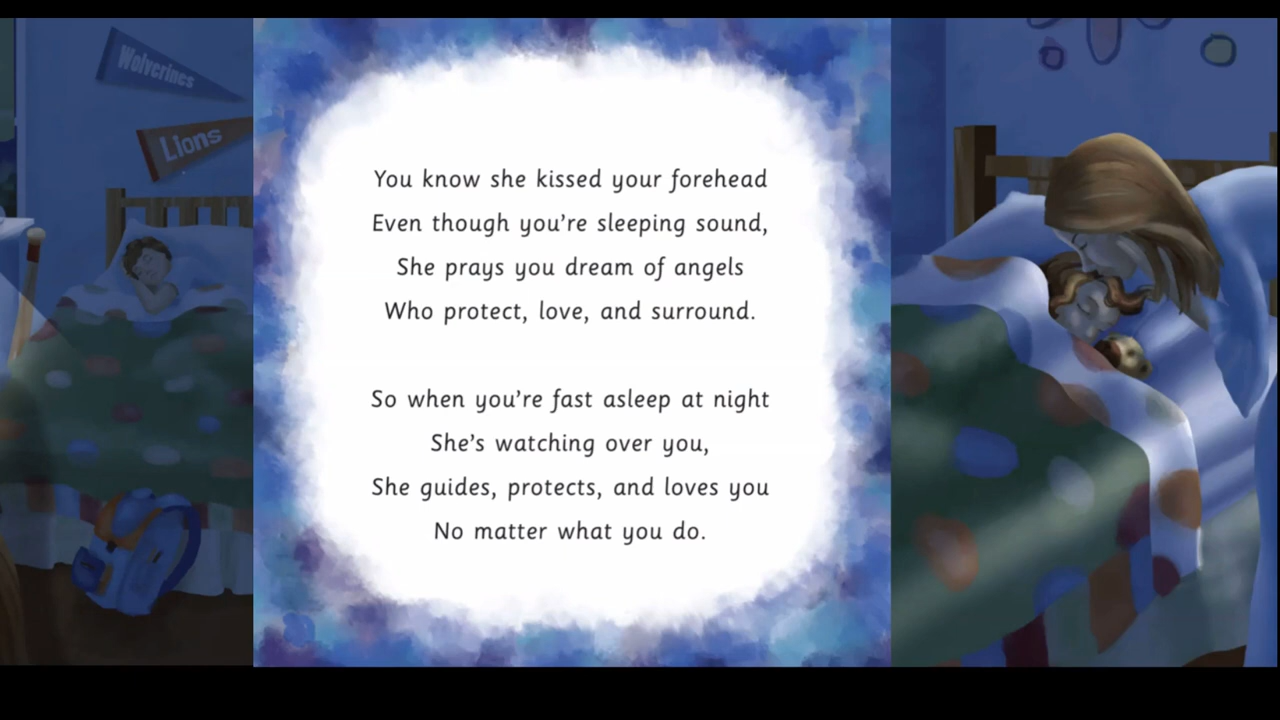 Wolverines
Lions
You know she kissed your forehead
Even though you’re sleeping sound,
She prays you dream of angels
Who protect, love, and surround.
So when you’re fast asleep at night
She’s watching over you,
She guides, protects, and loves you
No matter what you do.